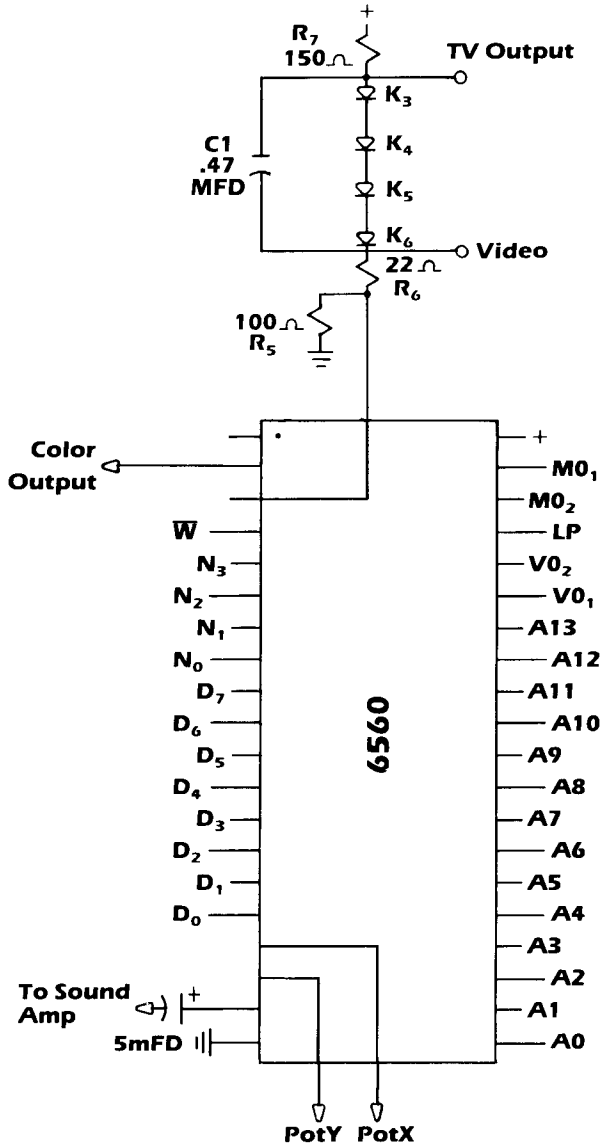 +
R7
150Ω
TV Output
K3
C1
.47
MFD
K4
K5
K6
Video
22Ω
R6
100Ω
R5
Color
Output
+
M0₁
M0₂
W̅
LP
N₃
V0₂
N₂
V0₁
N₁
A13
N₀
A12
D₇
A11
D₆
A10
D₅
A9
D₄
A8
D₃
A7
D₂
A6
D₁
A5
D₀
A4
6560
A3
A2
To Sound
Amp
+
A1
5mFD
A0
PotY PotX